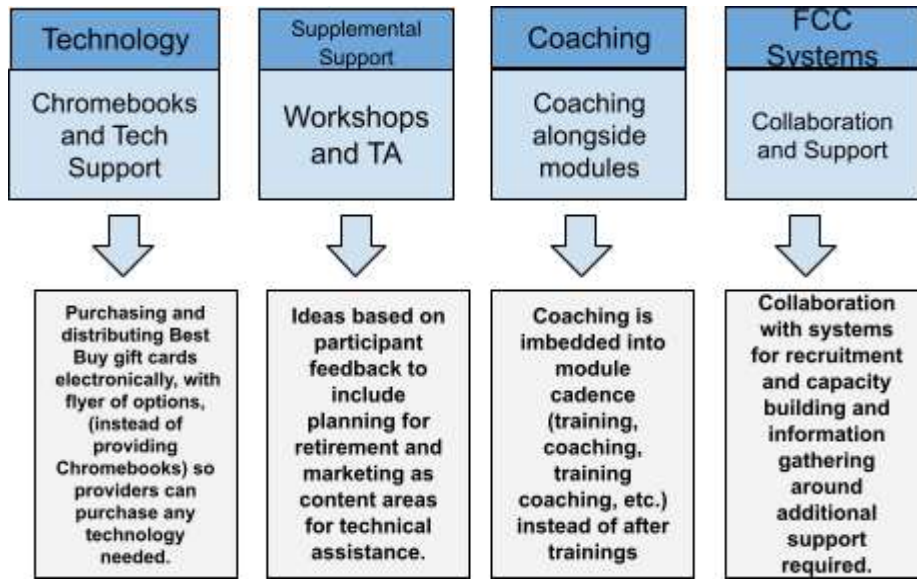 Technology
Chromebooks
and Tech
Support
Purchasing and
distributing Best
Buy gift cards
electronically, with
flyer of options,
(instead of
providing
Chromebooks) so
providers can
purchase any
technology
needed.
Supplemental
Support
Workshops
and TA
Ideas based on
participant
feedback to
include
planning for
retirement and
marketing as
content areas
for technical
assistance.
Coaching
Coaching
alongside
modules
Coaching is
imbedded into
module
cadence
(training,
coaching,
training
coaching, etc.)
instead of after
trainings
FCC
Systems
Collaboration
and Support
Collaboration
with systems
for recruitment
and capacity
building and
information
gathering
around
additional
support
required.